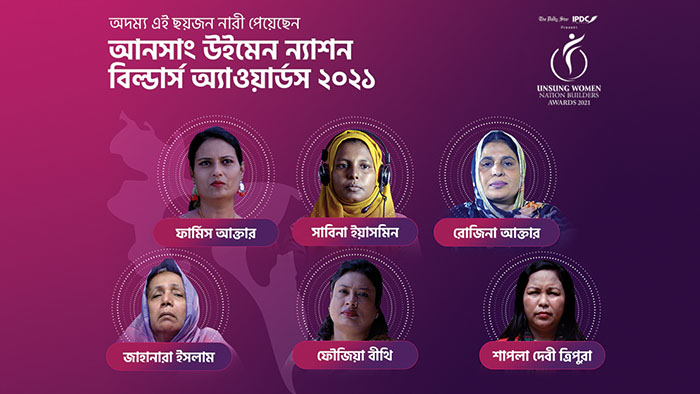 অদম্য এই ছয়জন নারী পেয়েছেন
আনসাং উইমেন ন্যাশন
বিল্ডার্স অ্যাওয়ার্ডস ২০২১
The Daily Star IPDC
Present
UNSUNG WOMEN
NATION BUILDERS
AWARDS 2021
ফার্মিস আক্তার
সাবিনা ইয়াসমিন
রোজিনা আক্তার
জাহানারা ইসলাম
ফৌজিয়া বীথি
শাপলা দেবী ত্রিপুরা